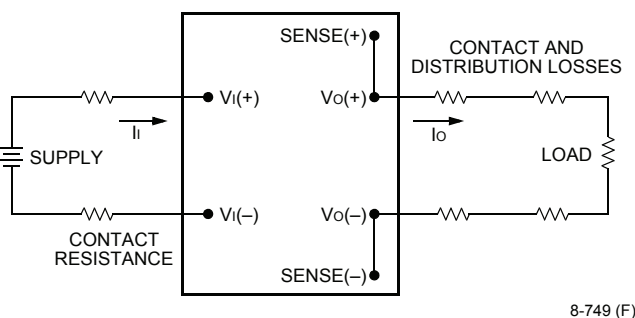 SENSE(+)
CONTACT AND
DISTRIBUTION LOSSES
VI(+)
VO(+)
II
IO
SUPPLY
LOAD
VI(–)
VO(–)
CONTACT
RESISTANCE
SENSE(–)
8-749 (F)